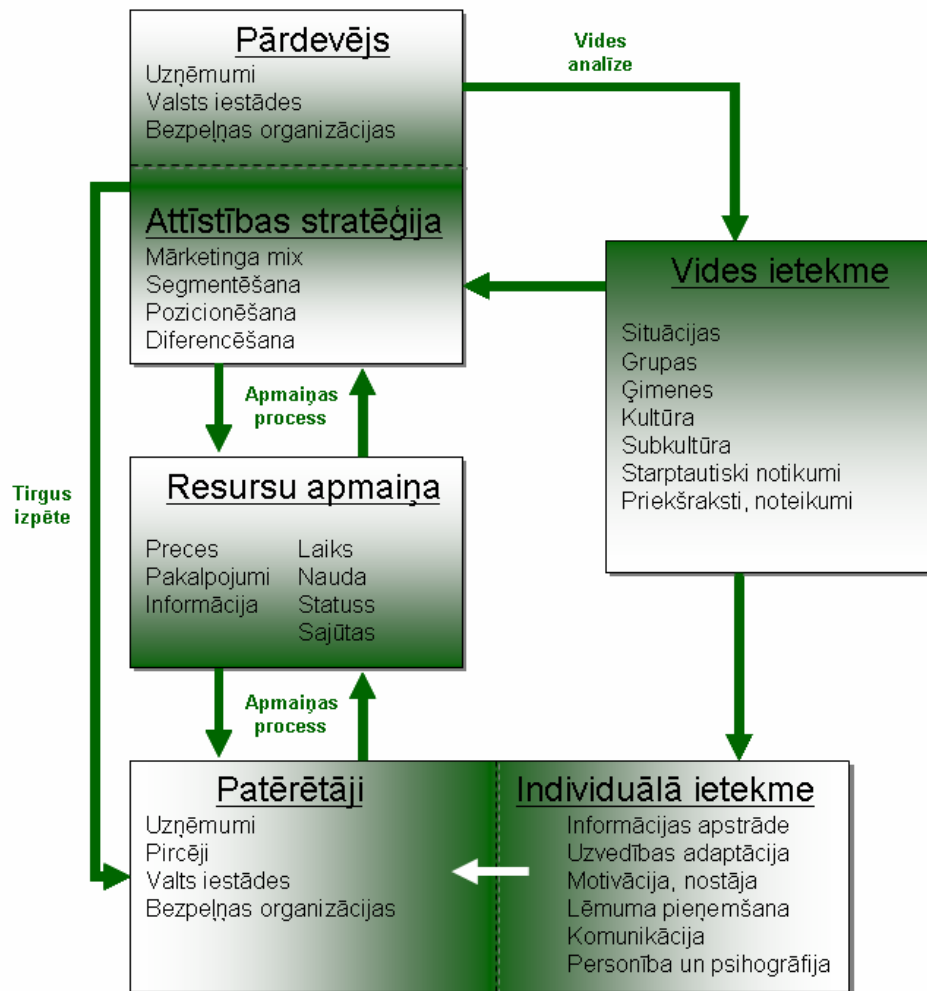 Pārdevējs
Uzņēmumi
Valsts iestādes
Bezpeļņas organizācijas
Vides
analīze
Attīstības stratēģija
Mārketinga mix
Segmentēšana
Pozicionēšana
Diferencēšana
Vides ietekme
Situācijas
Grupas
Ģimenes
Kultūra
Subkultūra
Starptautiski notikumi
Priekšraksti, noteikumi
Apmaiņas
process
Tirgus
izpēte
Resursu apmaiņa
Preces
Pakalpojumi
Informācija
Laiks
Nauda
Statuss
Sajūtas
Apmaiņas
process
Patērētāji
Uzņēmumi
Pircēji
Valts iestādes
Bezpeļņas organizācijas
Individuālā ietekme
Informācijas apstrāde
Uzvedības adaptācija
Motivācija, nostāja
Lēmuma pieņemšana
Komunikācija
Personība un psihogrāfija